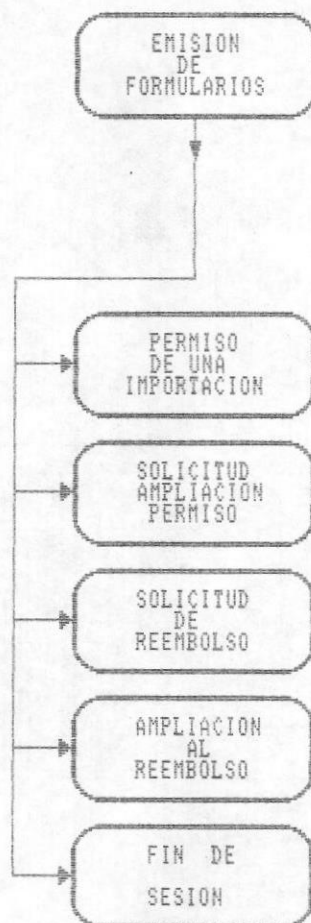 EMISION
DE
FORMULARIOS
PERMISO
DE UNA
IMPORTACION
SOLICITUD
AMPLIACION
PERMISO
SOLICITUD
DE
REEMBOLSO
AMPLIACION
AL
REEMBOLSO
FIN DE
SESION